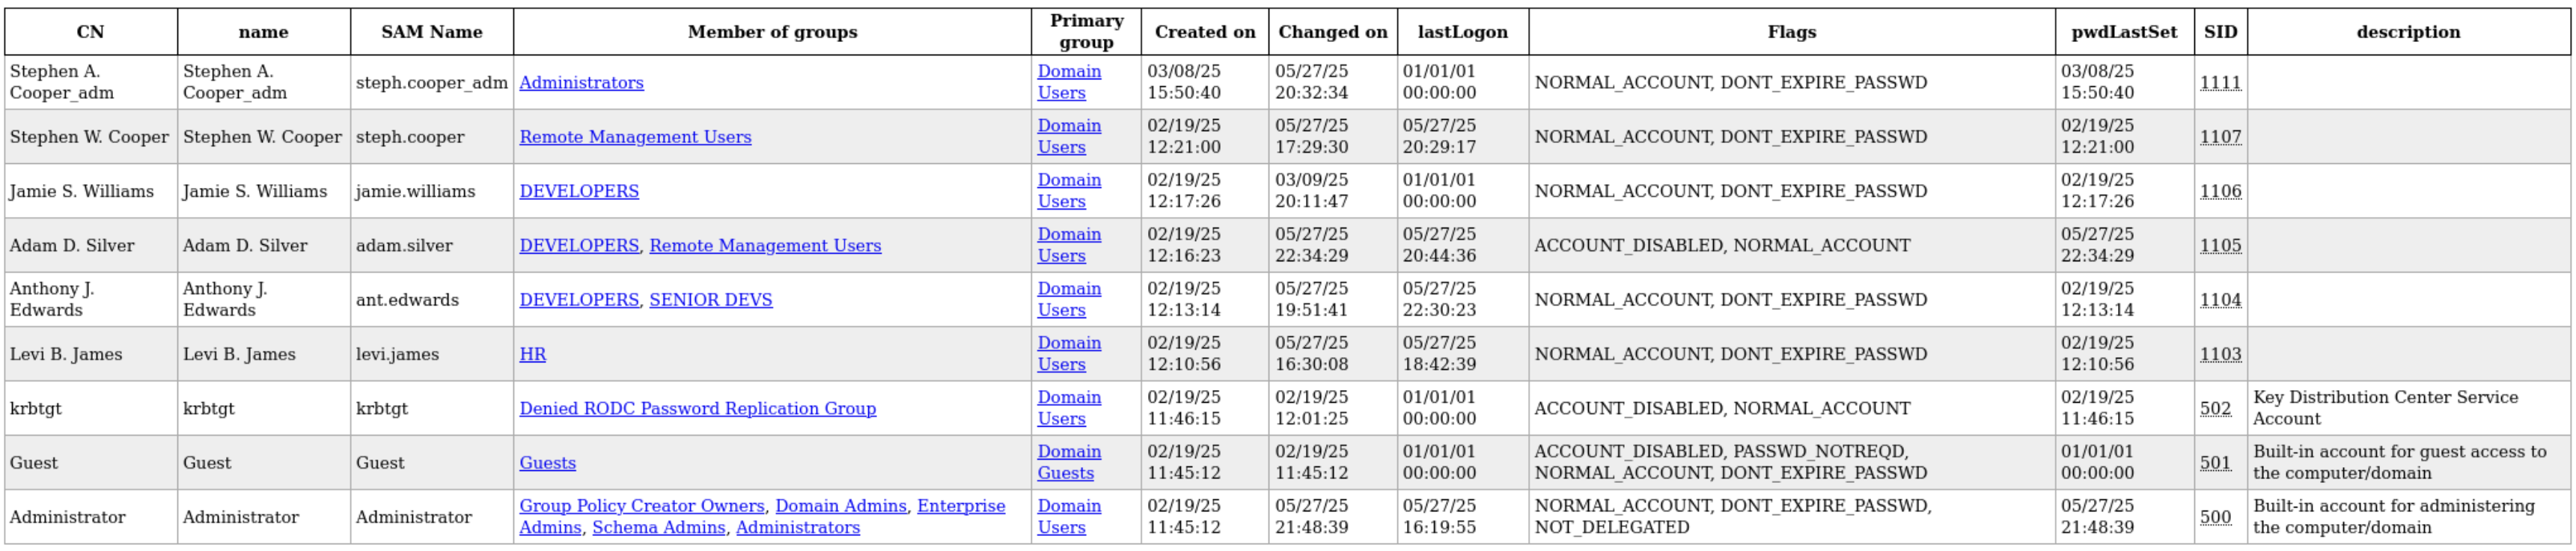 CN name SAM Name Member of groups Primary group Created on Changed on lastLogon Flags pwdLastSet SID description
Stephen A. Cooper_adm Stephen A. Cooper_adm steph.cooper_adm Administrators Domain Users 03/08/25 15:50:40 05/27/25 20:32:34 01/01/01 00:00:00 NORMAL_ACCOUNT, DONT_EXPIRE_PASSWD 03/08/25 15:50:40 1111
Stephen W. Cooper Stephen W. Cooper steph.cooper Remote Management Users Domain Users 02/19/25 12:21:00 05/27/25 17:29:30 05/27/25 20:29:17 NORMAL_ACCOUNT, DONT_EXPIRE_PASSWD 02/19/25 12:21:00 1107
Jamie S. Williams Jamie S. Williams jamie.williams DEVELOPERS Domain Users 02/19/25 12:17:26 03/09/25 20:11:47 01/01/01 00:00:00 NORMAL_ACCOUNT, DONT_EXPIRE_PASSWD 02/19/25 12:17:26 1106
Adam D. Silver Adam D. Silver adam.silver DEVELOPERS, Remote Management Users Domain Users 02/19/25 12:16:23 05/27/25 22:34:29 05/27/25 20:44:36 ACCOUNT_DISABLED, NORMAL_ACCOUNT 05/27/25 22:34:29 1105
Anthony J. Edwards Anthony J. Edwards ant.edwards DEVELOPERS, SENIOR DEVS Domain Users 02/19/25 12:13:14 05/27/25 19:51:41 05/27/25 22:30:23 NORMAL_ACCOUNT, DONT_EXPIRE_PASSWD 02/19/25 12:13:14 1104
Levi B. James Levi B. James levi.james HR Domain Users 02/19/25 12:10:56 05/27/25 16:30:08 05/27/25 18:42:39 NORMAL_ACCOUNT, DONT_EXPIRE_PASSWD 02/19/25 12:10:56 1103
krbtgt krbtgt krbtgt Denied RODC Password Replication Group Domain Users 02/19/25 11:46:15 02/19/25 12:01:25 01/01/01 00:00:00 ACCOUNT_DISABLED, NORMAL_ACCOUNT 02/19/25 11:46:15 502 Key Distribution Center Service Account
Guest Guest Guest Guests Domain Guests 02/19/25 11:45:12 02/19/25 11:45:12 01/01/01 00:00:00 ACCOUNT_DISABLED, PASSWD_NOTREQD, NORMAL_ACCOUNT, DONT_EXPIRE_PASSWD 01/01/01 00:00:00 501 Built-in account for guest access to the computer/domain
Administrator Administrator Administrator Group Policy Creator Owners, Domain Admins, Enterprise Admins, Schema Admins, Administrators Domain Users 02/19/25 11:45:12 05/27/25 21:48:39 05/27/25 16:19:55 NORMAL_ACCOUNT, DONT_EXPIRE_PASSWD, NOT_DELEGATED 05/27/25 21:48:39 500 Built-in account for administering the computer/domain